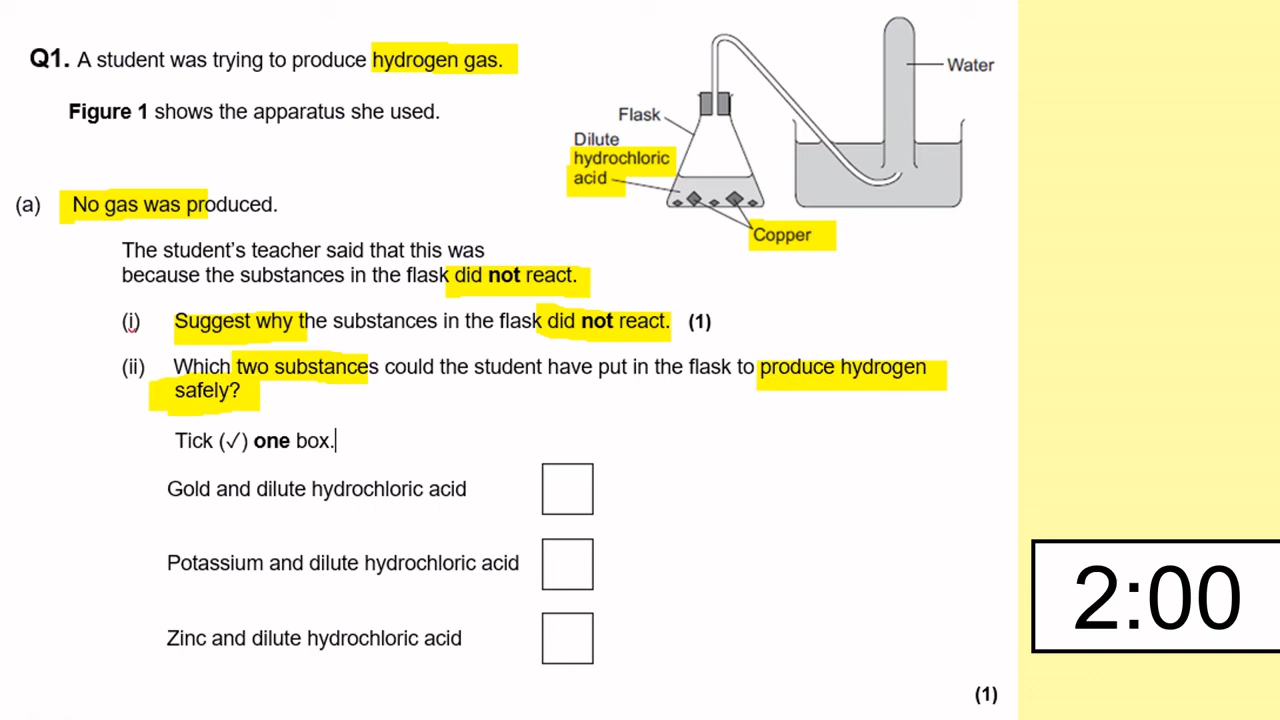 Q1. A student was trying to produce hydrogen gas.
Figure 1 shows the apparatus she used.
Water
Flask
Dilute
hydrochloric
acid
Copper
(a) No gas was produced.
The student's teacher said that this was
because the substances in the flask did not react.
(i) Suggest why the substances in the flask did not react. (1)
(ii) Which two substances could the student have put in the flask to produce hydrogen
safely?
Tick (✓) one box.
Gold and dilute hydrochloric acid
Potassium and dilute hydrochloric acid
Zinc and dilute hydrochloric acid
(1)
2:00